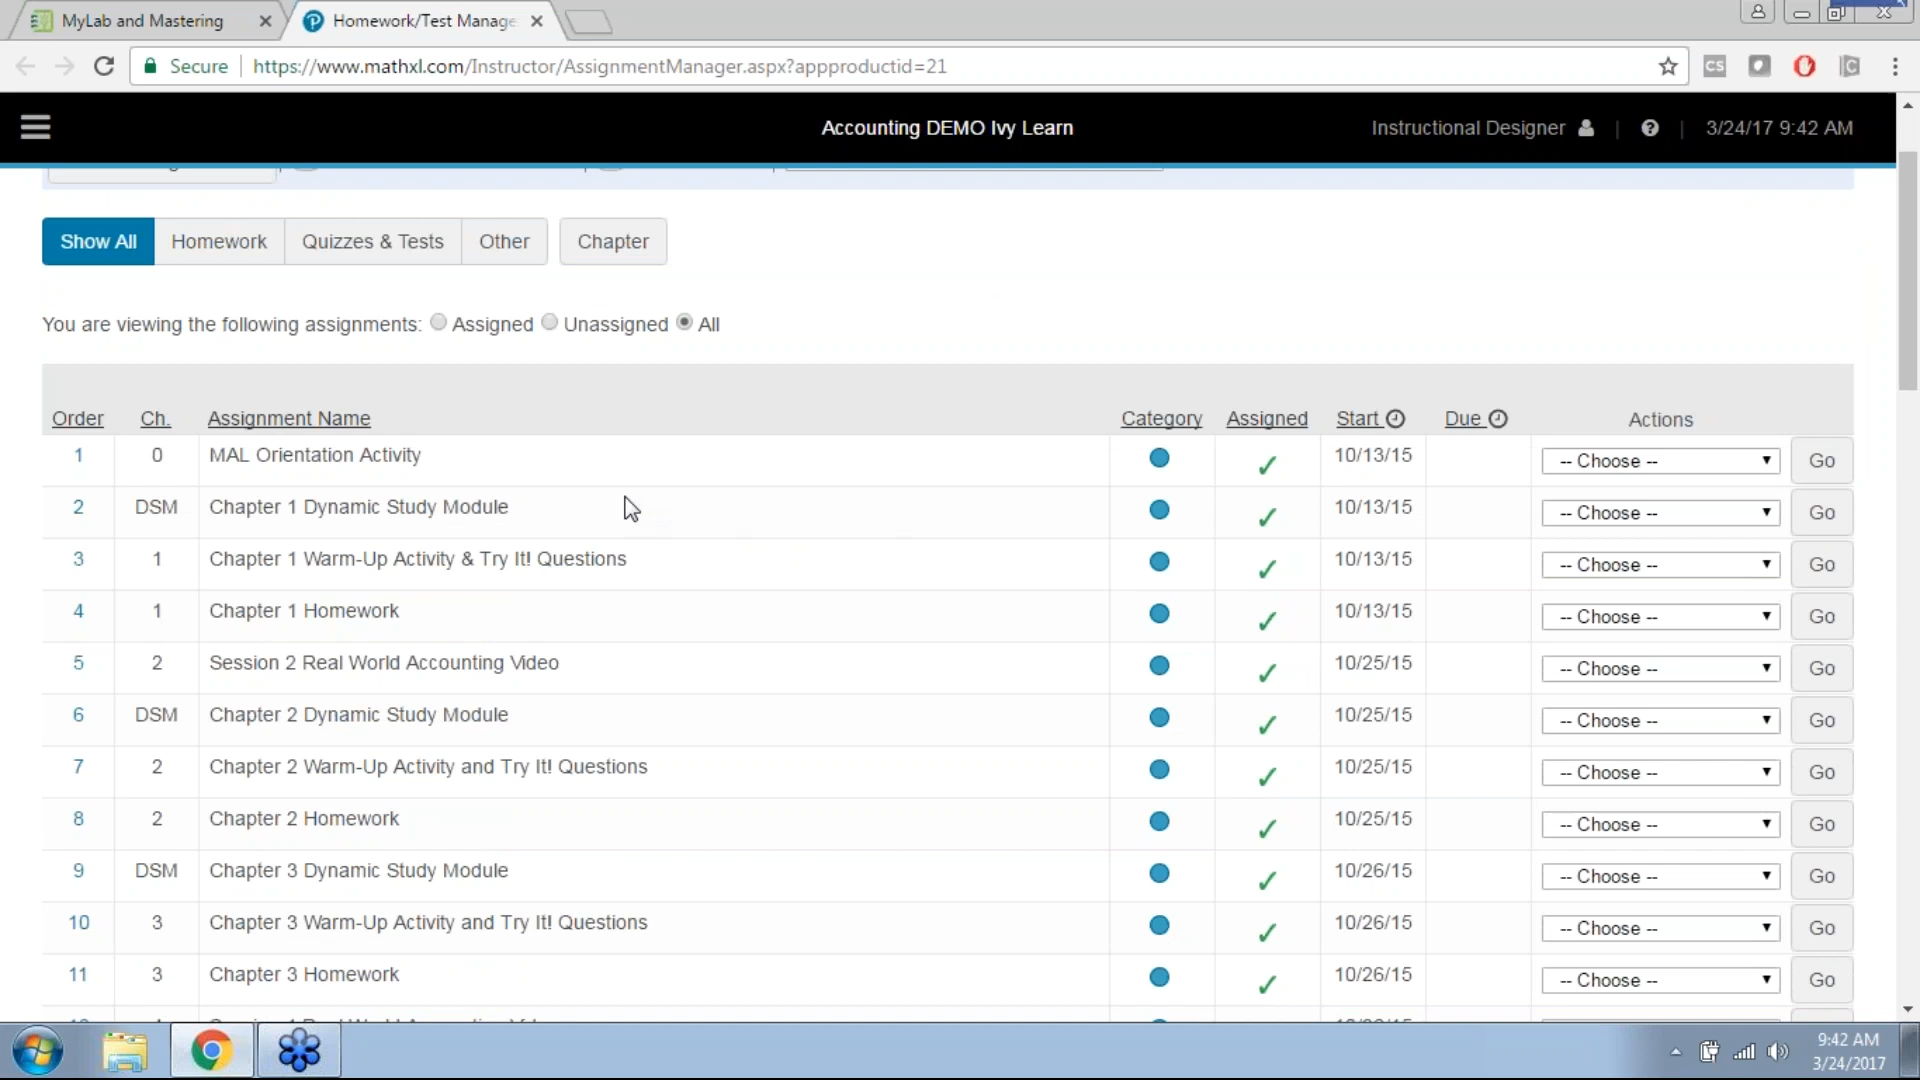 MyLab and Mastering
Homework/Test Manage
Secure
https://www.mathxl.com/Instructor/AssignmentManager.aspx?appproductid=21
CS
C
Accounting DEMO Ivy Learn
Instructional Designer | ? | 3/24/17 9:42 AM
Show All Homework Quizzes & Tests Other Chapter
You are viewing the following assignments: Assigned Unassigned All
Order Ch. Assignment Name Category Assigned Start Due Actions
1 0 MAL Orientation Activity ✓ 10/13/15 -- Choose -- Go
2 DSM Chapter 1 Dynamic Study Module ✓ 10/13/15 -- Choose -- Go
3 1 Chapter 1 Warm-Up Activity & Try It! Questions ✓ 10/13/15 -- Choose -- Go
4 1 Chapter 1 Homework ✓ 10/13/15 -- Choose -- Go
5 2 Session 2 Real World Accounting Video ✓ 10/25/15 -- Choose -- Go
6 DSM Chapter 2 Dynamic Study Module ✓ 10/25/15 -- Choose -- Go
7 2 Chapter 2 Warm-Up Activity and Try It! Questions ✓ 10/25/15 -- Choose -- Go
8 2 Chapter 2 Homework ✓ 10/25/15 -- Choose -- Go
9 DSM Chapter 3 Dynamic Study Module ✓ 10/26/15 -- Choose -- Go
10 3 Chapter 3 Warm-Up Activity and Try It! Questions ✓ 10/26/15 -- Choose -- Go
11 3 Chapter 3 Homework ✓ 10/26/15 -- Choose -- Go
9:42 AM
3/24/2017